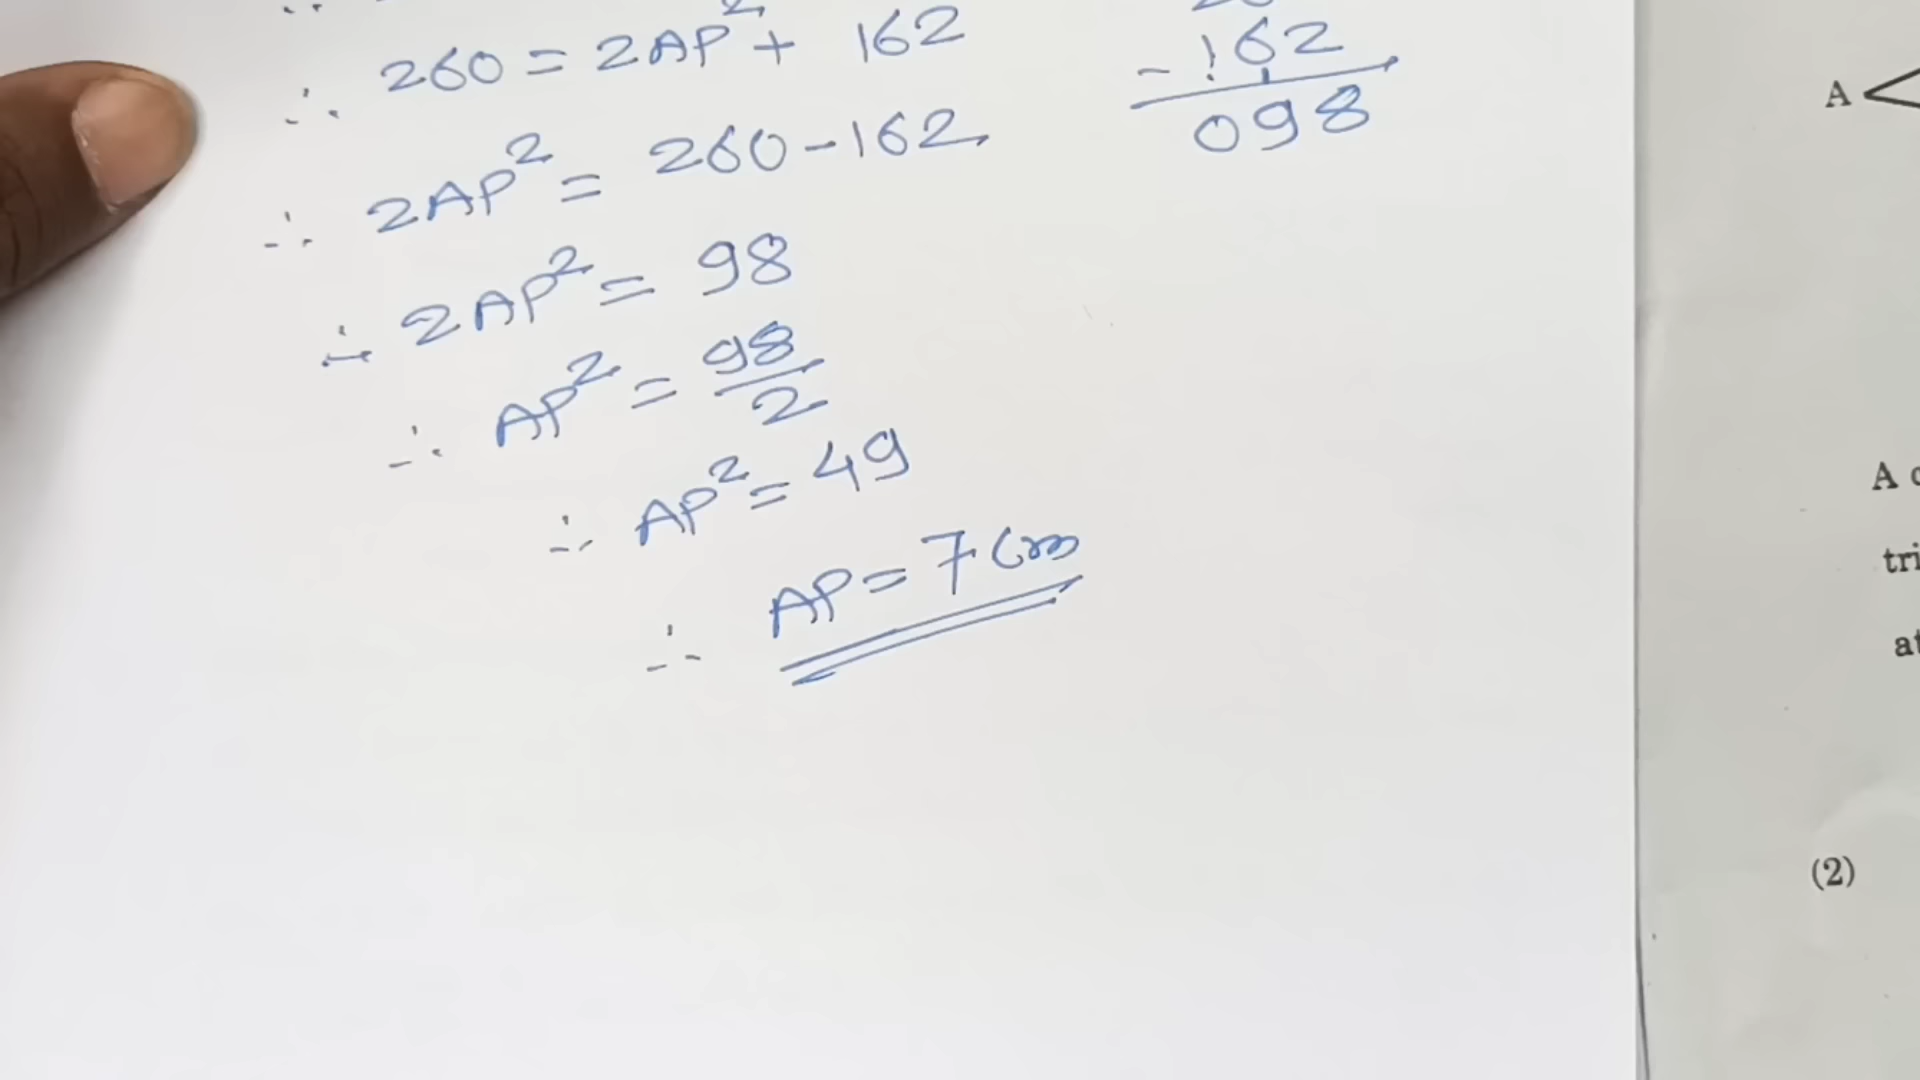 ∴ 260 = 2AP² + 162
∴ 2AP² = 260 - 162
∴ 2AP² = 98
∴ AP² = 98/2
∴ AP² = 49
∴ AP = 7 cm
- 162
098
A
A
tri
at
(2)